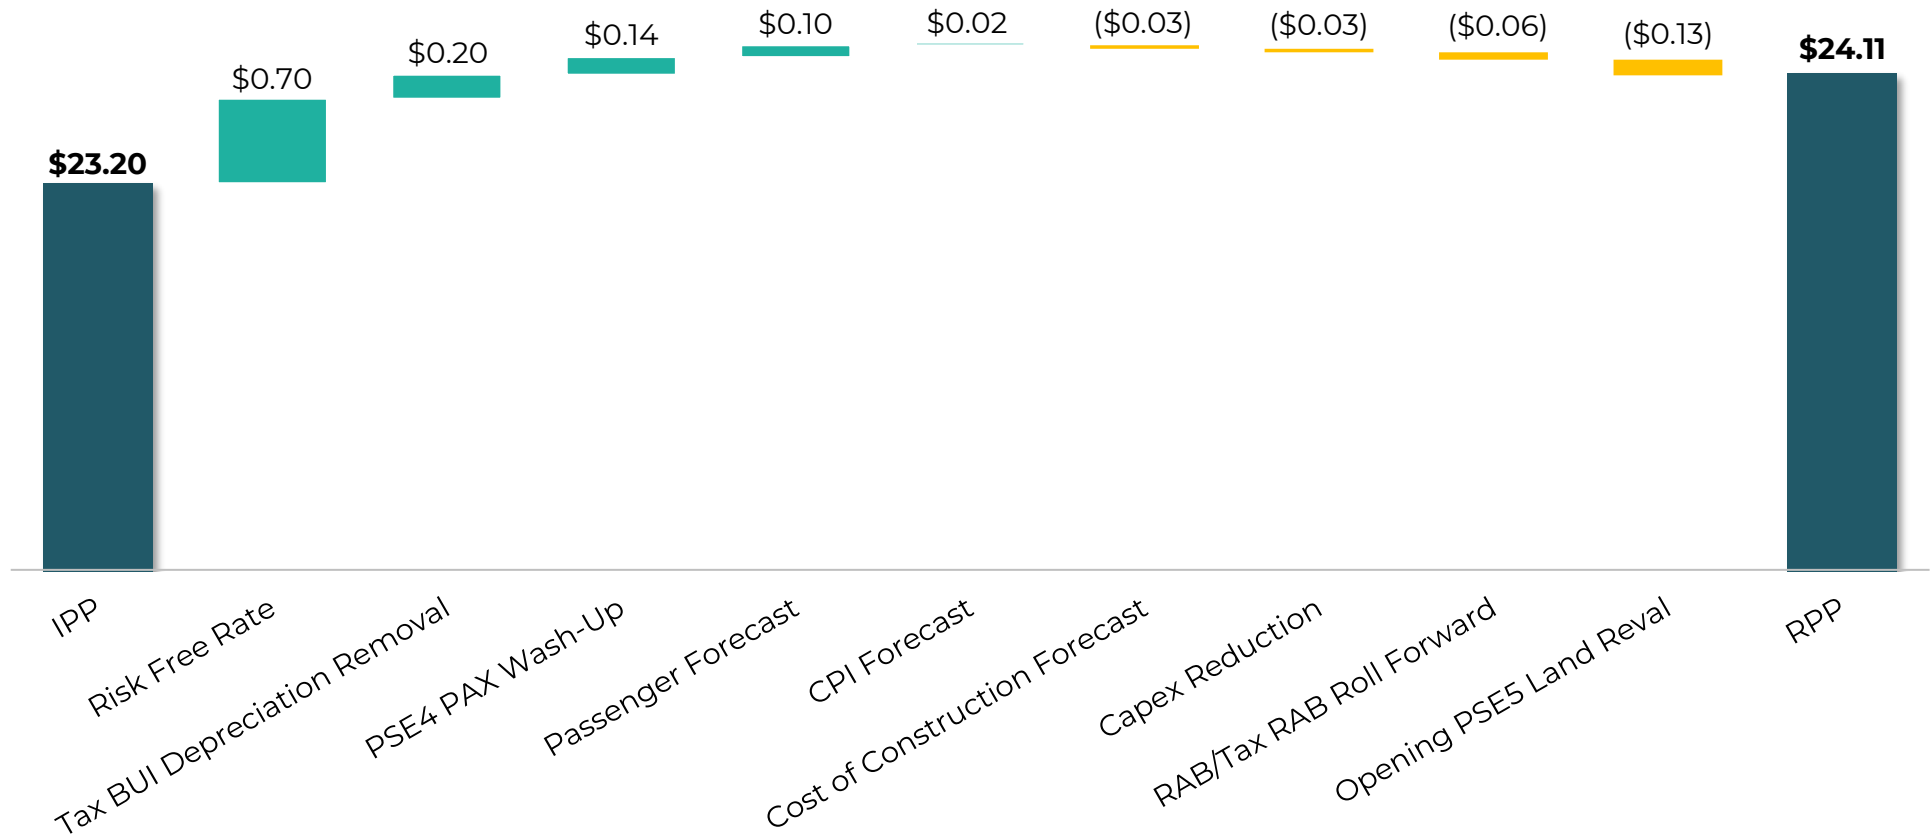 $23.20
$0.70
$0.20
$0.14
$0.10
$0.02
($0.03)
($0.03)
($0.06)
($0.13)
$24.11
IPP
Risk Free Rate
Tax BUI Depreciation Removal
PSE4 PAX Wash-Up
Passenger Forecast
CPI Forecast
Cost of Construction Forecast
Capex Reduction
RAB/Tax RAB Roll Forward
Opening PSE5 Land Reval
RPP